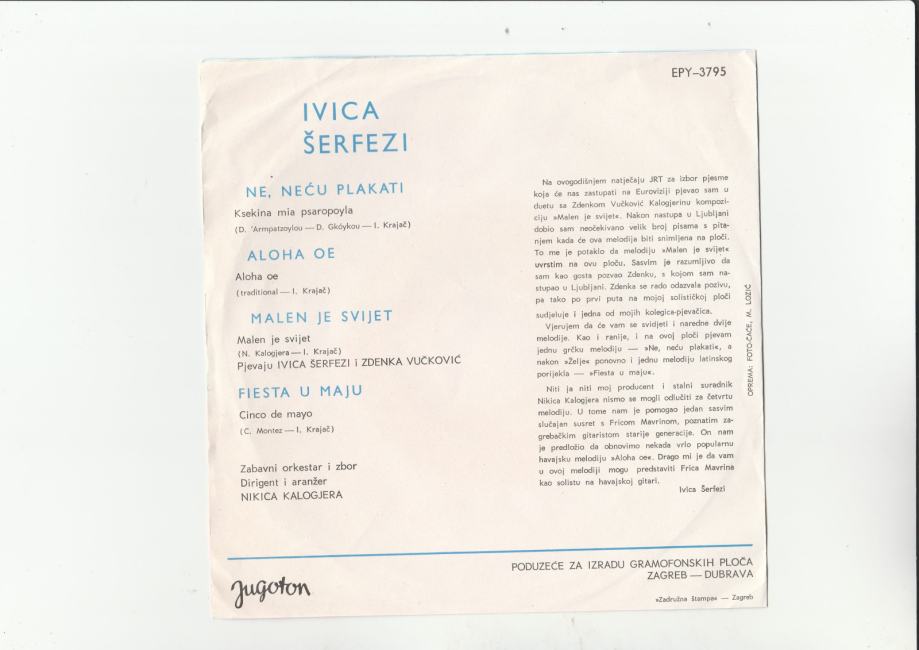 EPY–3795
IVICA
ŠERFEZI
NE, NEĆU PLAKATI
Ksekina mia psaropoyla
(D. 'Armpatzoylou — D. Gköykou — I. Krajač)
ALOHA OE
Aloha oe
(traditional — I. Krajač)
MALEN JE SVIJET
Malen je svijet
(N. Kalogjera — I. Krajač)
Pjevaju IVICA ŠERFEZI i ZDENKA VUČKOVIĆ
FIESTA U MAJU
Cinco de mayo
(C. Montez — I. Krajač)
Zabavni orkestar i zbor
Dirigent i aranžer
NIKICA KALOGJERA
Na ovogodišnjem natječaju JRT za izbor pjesme
koja će nas zastupati na Euroviziji pjevao sam u
duetu sa Zdenkom Vučković Kalogjerinu kompozi-
ciju »Malen je svijet«. Nakon nastupa u Ljubljani
dobio sam neočekivano velik broj pisama s pita-
njem kada će ova melodija biti snimljena na ploči.
To me je potaklo da melodiju »Malen je svijet«
uvrstim na ovu ploču. Sasvim je razumljivo da
sam kao gosta pozvao Zdenku, s kojom sam na-
stupao u Ljubljani. Zdenka se rado odazvala pozivu,
pa tako po prvi puta na mojoj solističkoj ploči
sudjeluje i jedna od mojih kolegica-pjevačica.
Vjerujem da će vam se svidjeti i naredne dvije
melodije. Kao i ranije, i na ovoj ploči pjevam
jednu grčku melodiju — »Ne, neću plakati«, a
nakon »Želje« ponovno i jednu melodiju latinskog
porijekla — »Fiesta u maju«.
Niti ja niti moj producent i stalni suradnik
Nikica Kalogjera nismo se mogli odlučiti za četvrtu
melodiju. U tome nam je pomogao jedan sasvim
slučajan susret s Fricom Mavrinom, poznatim za-
grebačkim gitaristom starije generacije. On nam
je predložio da obnovimo nekada vrlo popularnu
havajsku melodiju »Aloha oe«. Drago mi je da vam
u ovoj melodiji mogu predstaviti Frica Mavrina
kao solistu na havajskoj gitari.
Ivica Šerfezi
OPREMA: FOTO-ČAČE, M. LOZIĆ
Jugoton
PODUZEĆE ZA IZRADU GRAMOFONSKIH PLOČA
ZAGREB — DUBRAVA
»Zadružna štampa« — Zagreb